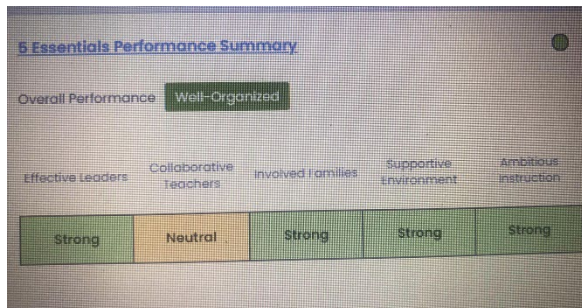 5 Essentials Performance Summary
Overall Performance Well-Organized
Effective Leaders
Collaborative
Teachers
Involved Families
Supportive
Environment
Ambitious
Instruction
Strong Neutral Strong Strong Strong